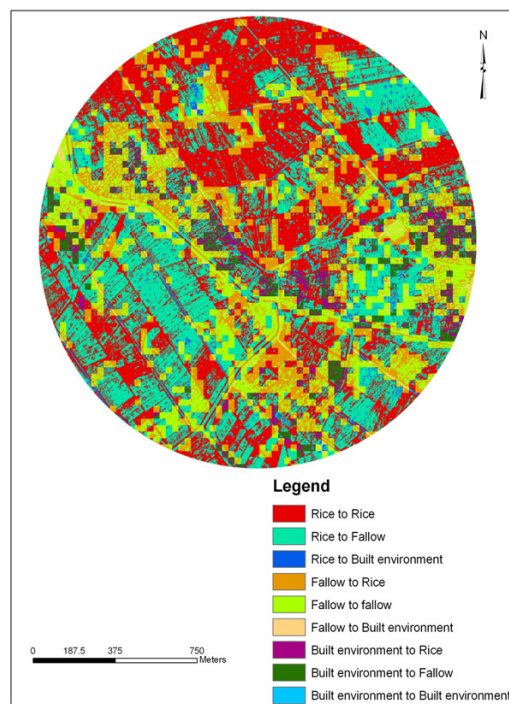 N
Legend
Rice to Rice
Rice to Fallow
Rice to Built environment
Fallow to Rice
Fallow to fallow
Fallow to Built environment
Built environment to Rice
Built environment to Fallow
Built environment to Built environment
0 187.5 375 750
Meters